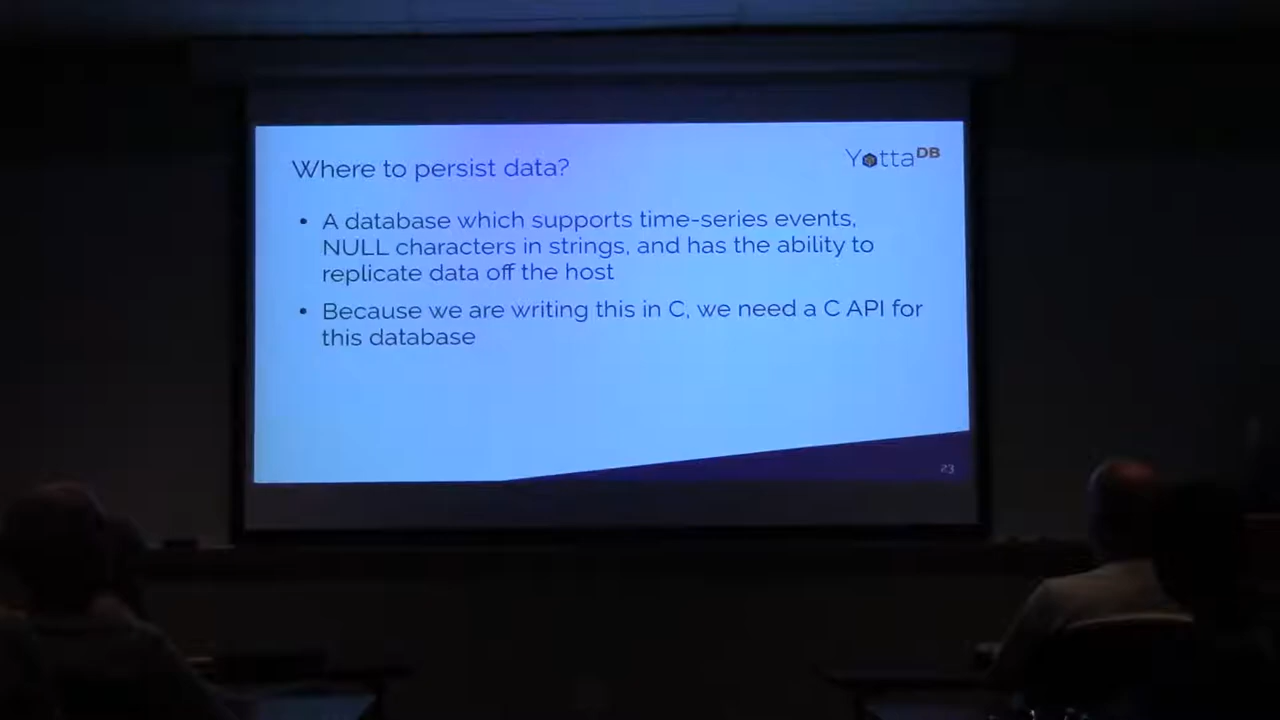 Where to persist data?
YottaDB
• A database which supports time-series events,
NULL characters in strings, and has the ability to
replicate data off the host
• Because we are writing this in C, we need a C API for
this database
23